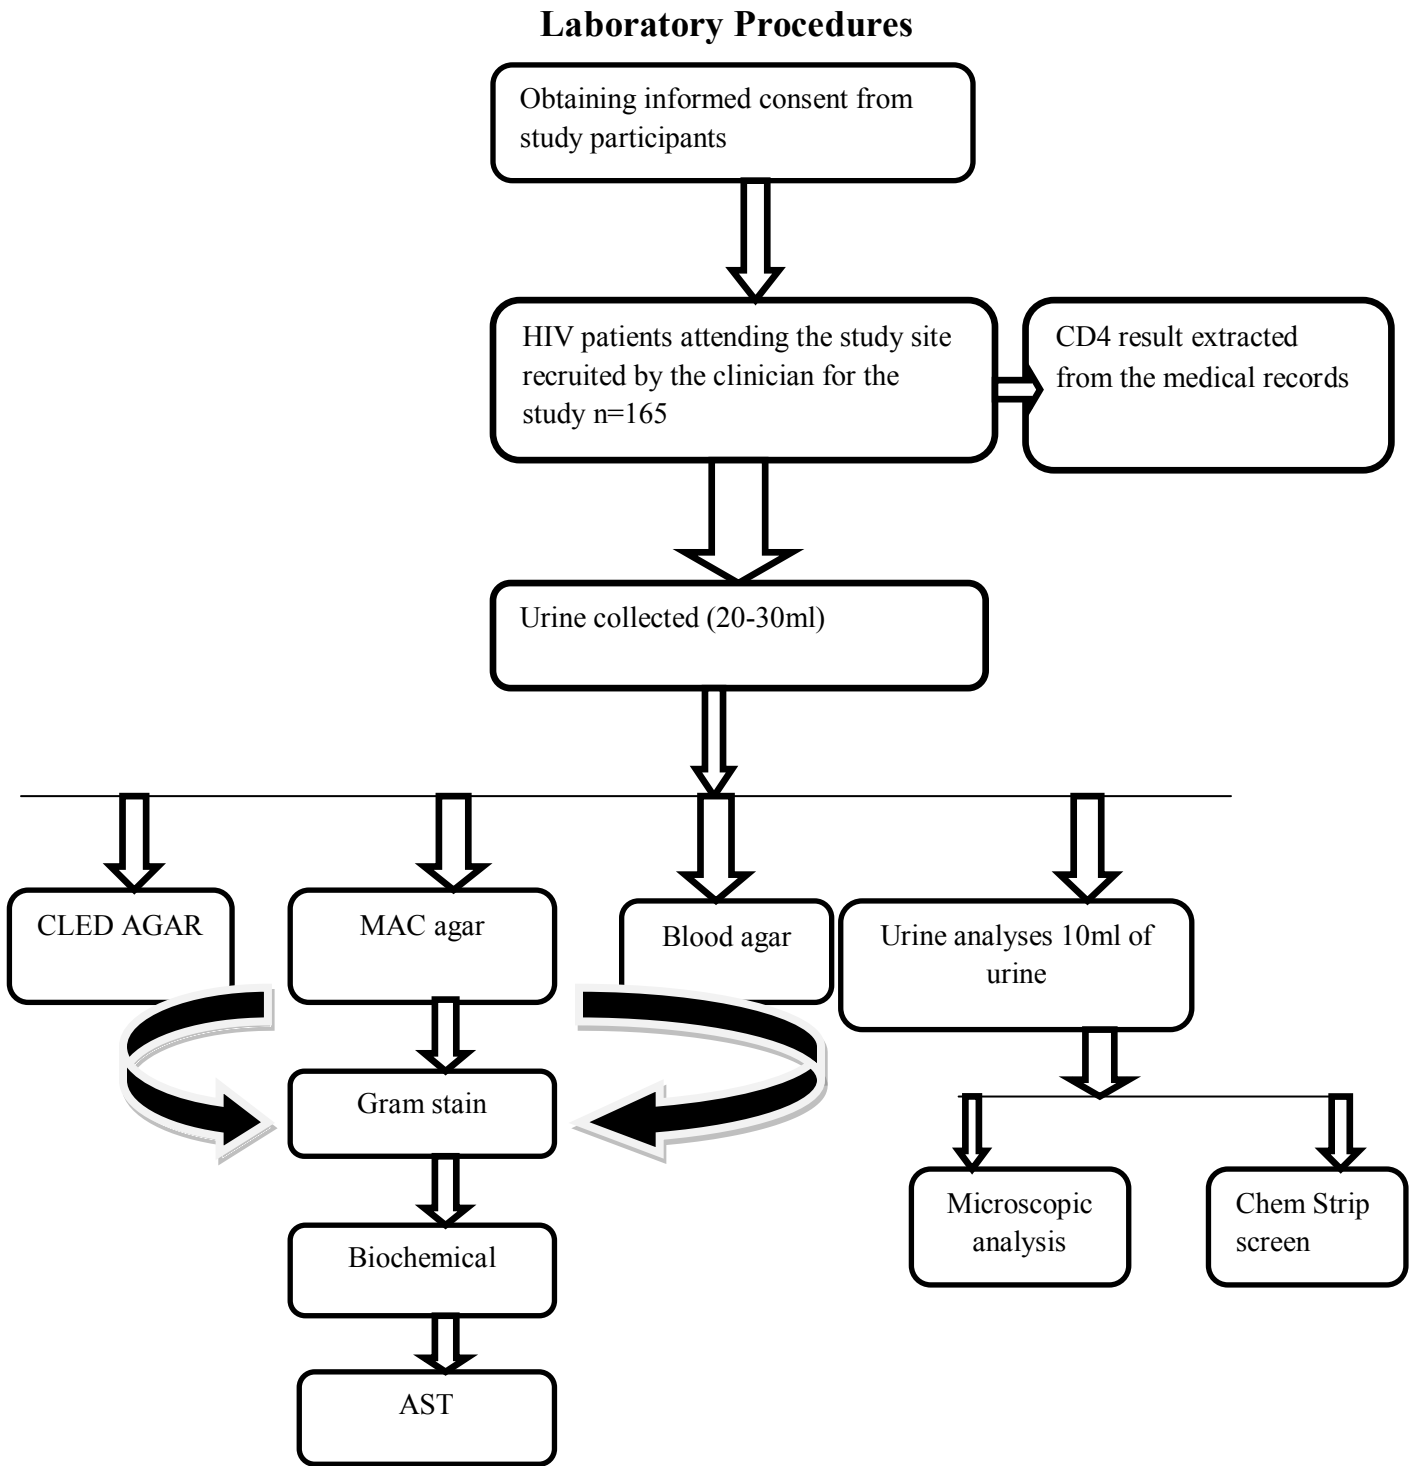 Laboratory Procedures
Obtaining informed consent from
study participants
HIV patients attending the study site
recruited by the clinician for the
study n=165
CD4 result extracted
from the medical records
Urine collected (20-30ml)
CLED AGAR
MAC agar
Blood agar
Urine analyses 10ml of
urine
Gram stain
Biochemical
AST
Microscopic
analysis
Chem Strip
screen